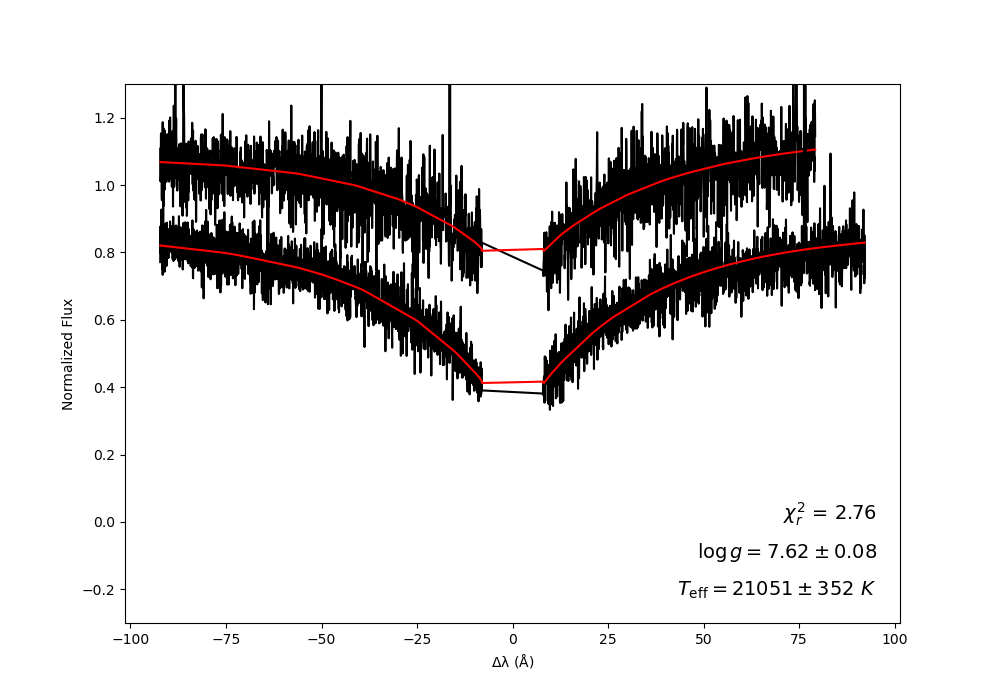 1.2
1.0
0.8
0.6
0.4
0.2
0.0
−0.2
Normalized Flux
χ²ᵣ = 2.76
log g = 7.62 ± 0.08
T_eff = 21051 ± 352 K
−100 −75 −50 −25 0 25 50 75 100
Δλ (Å)